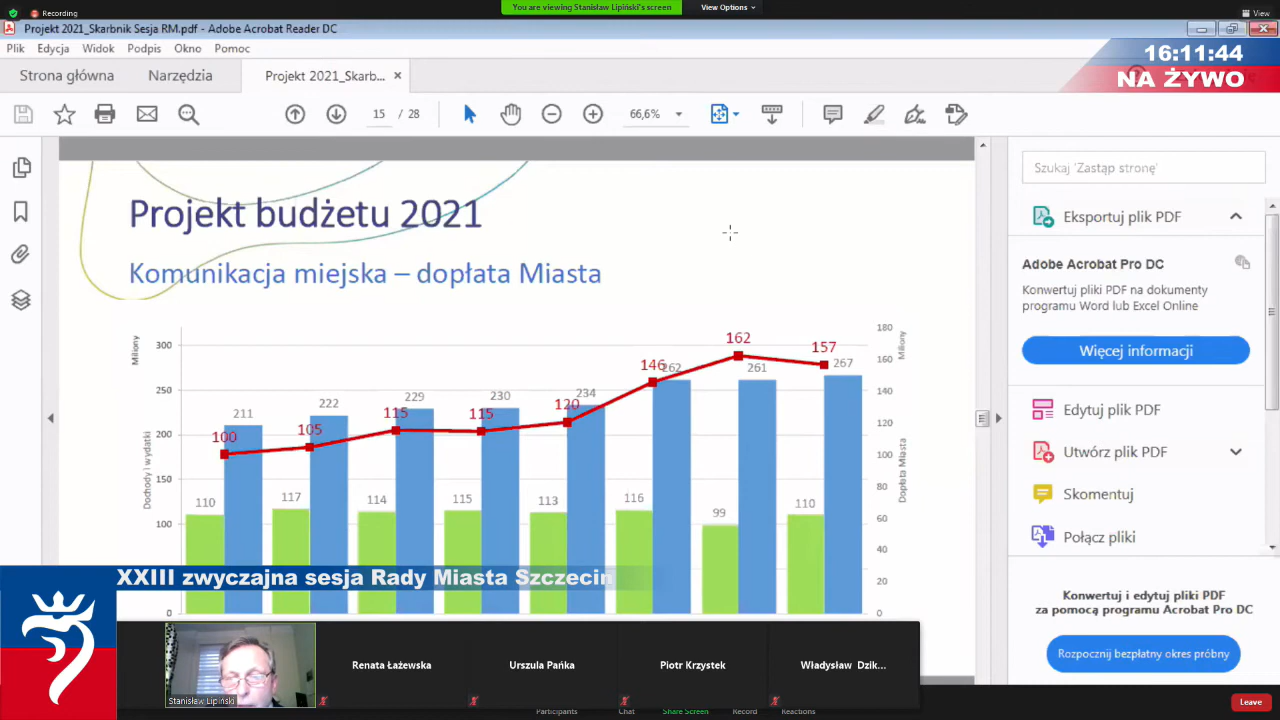 Recording
You are viewing Stanisław Lipiński's screen
View Options
View
Projekt 2021_Skarbnik Sesja RM.pdf - Adobe Acrobat Reader DC
Plik Edycja Widok Podpis Okno Pomoc
16:11:44
NA ŻYWO
Strona główna Narzędzia Projekt 2021_Skarb... ×
15 / 28
66,6%
Szukaj 'Zastąp stronę'
Eksportuj plik PDF
Adobe Acrobat Pro DC
Konwertuj pliki PDF na dokumenty
programu Word lub Excel Online
Więcej informacji
Edytuj plik PDF
Utwórz plik PDF
Skomentuj
Połącz pliki
Konwertuj i edytuj pliki PDF
za pomocą programu Acrobat Pro DC
Rozpocznij bezpłatny okres próbny
Projekt budżetu 2021
Komunikacja miejska – dopłata Miasta
Miliony
Dochody i wydatki
300
250
200
150
100
0
100 105 115 115 120 146 162 157
211 222 229 230 234 262 261 267
110 117 114 115 113 116 99 110
180
160
140
120
100
80
60
40
20
0
Miliony
Dopłata Miasta
XXIII zwyczajna sesja Rady Miasta Szczecin
Stanisław Lipiński
Renata Łażewska
Urszula Pańka
Piotr Krzystek
Władysław Dzik...
Participants Chat Share Screen Record Reactions
Leave